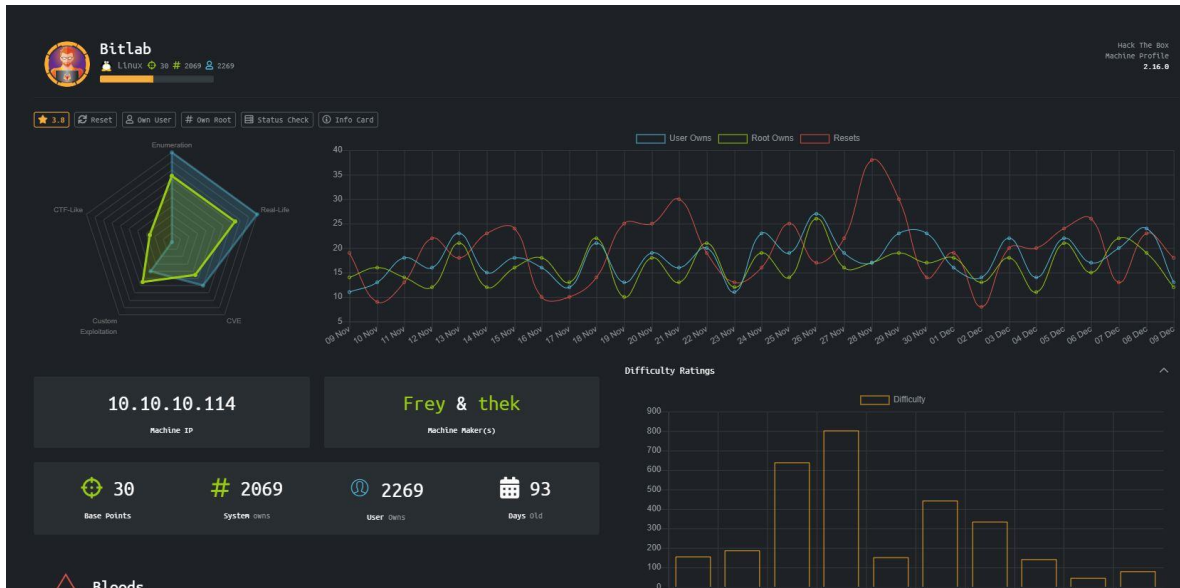 Bitlab
Linux 30 # 2069 2269
Hack The Box
Machine Profile
2.16.0
3.8 Reset Own User # Own Root Status Check Info Card
Enumeration
Real-Life
CVE
Custom
Exploitation
CTF-Like
User Owns Root Owns Resets
40
35
30
25
20
15
10
5
09 Nov 10 Nov 11 Nov 12 Nov 13 Nov 14 Nov 15 Nov 16 Nov 17 Nov 18 Nov 19 Nov 20 Nov 21 Nov 22 Nov 23 Nov 24 Nov 25 Nov 26 Nov 27 Nov 28 Nov 29 Nov 30 Nov 01 Dec 02 Dec 03 Dec 04 Dec 05 Dec 06 Dec 07 Dec 08 Dec 09 Dec
10.10.10.114
Machine IP
Frey & thek
Machine Maker(s)
30
Base Points
# 2069
System owns
2269
User Owns
93
Days Old
Bloods
Difficulty Ratings
Difficulty
900
800
700
600
500
400
300
200
100
0